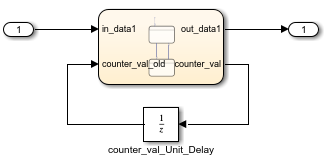 1
in_data1
out_data1
1
counter_val_old
counter_val
1
z
counter_val_Unit_Delay